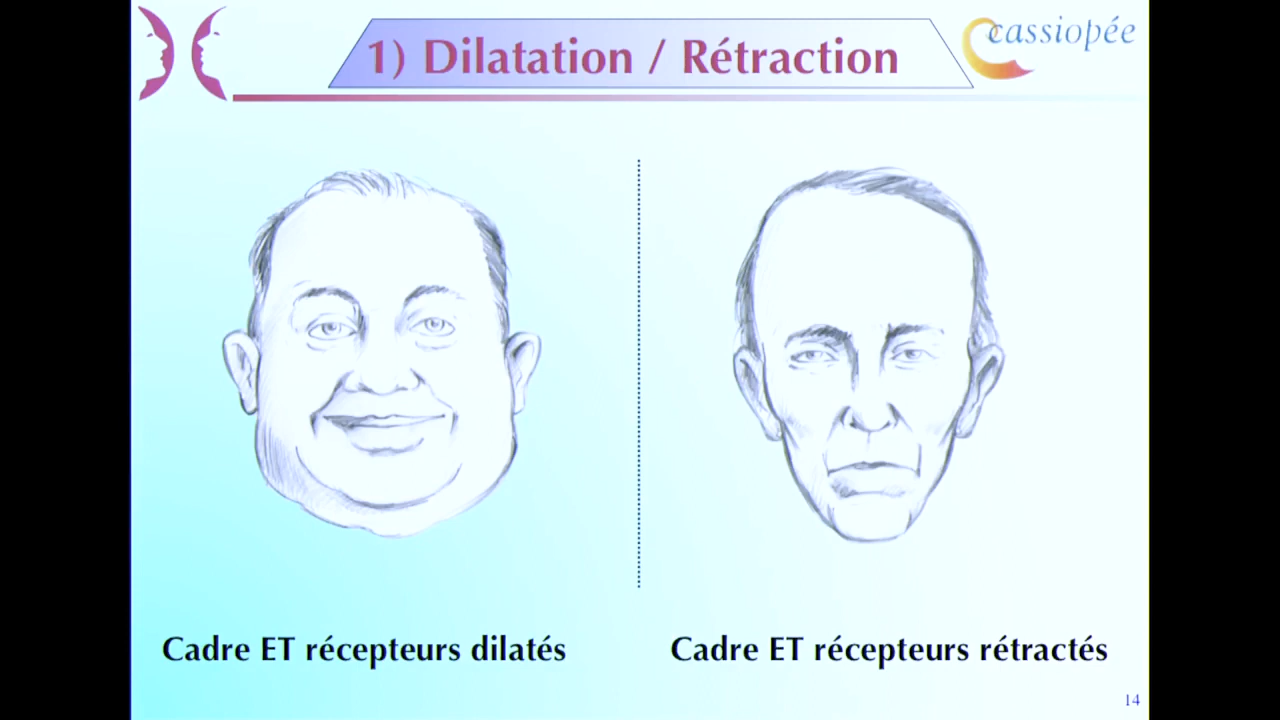 1) Dilatation / Rétraction
cassiopée
Cadre ET récepteurs dilatés
Cadre ET récepteurs rétractés
14